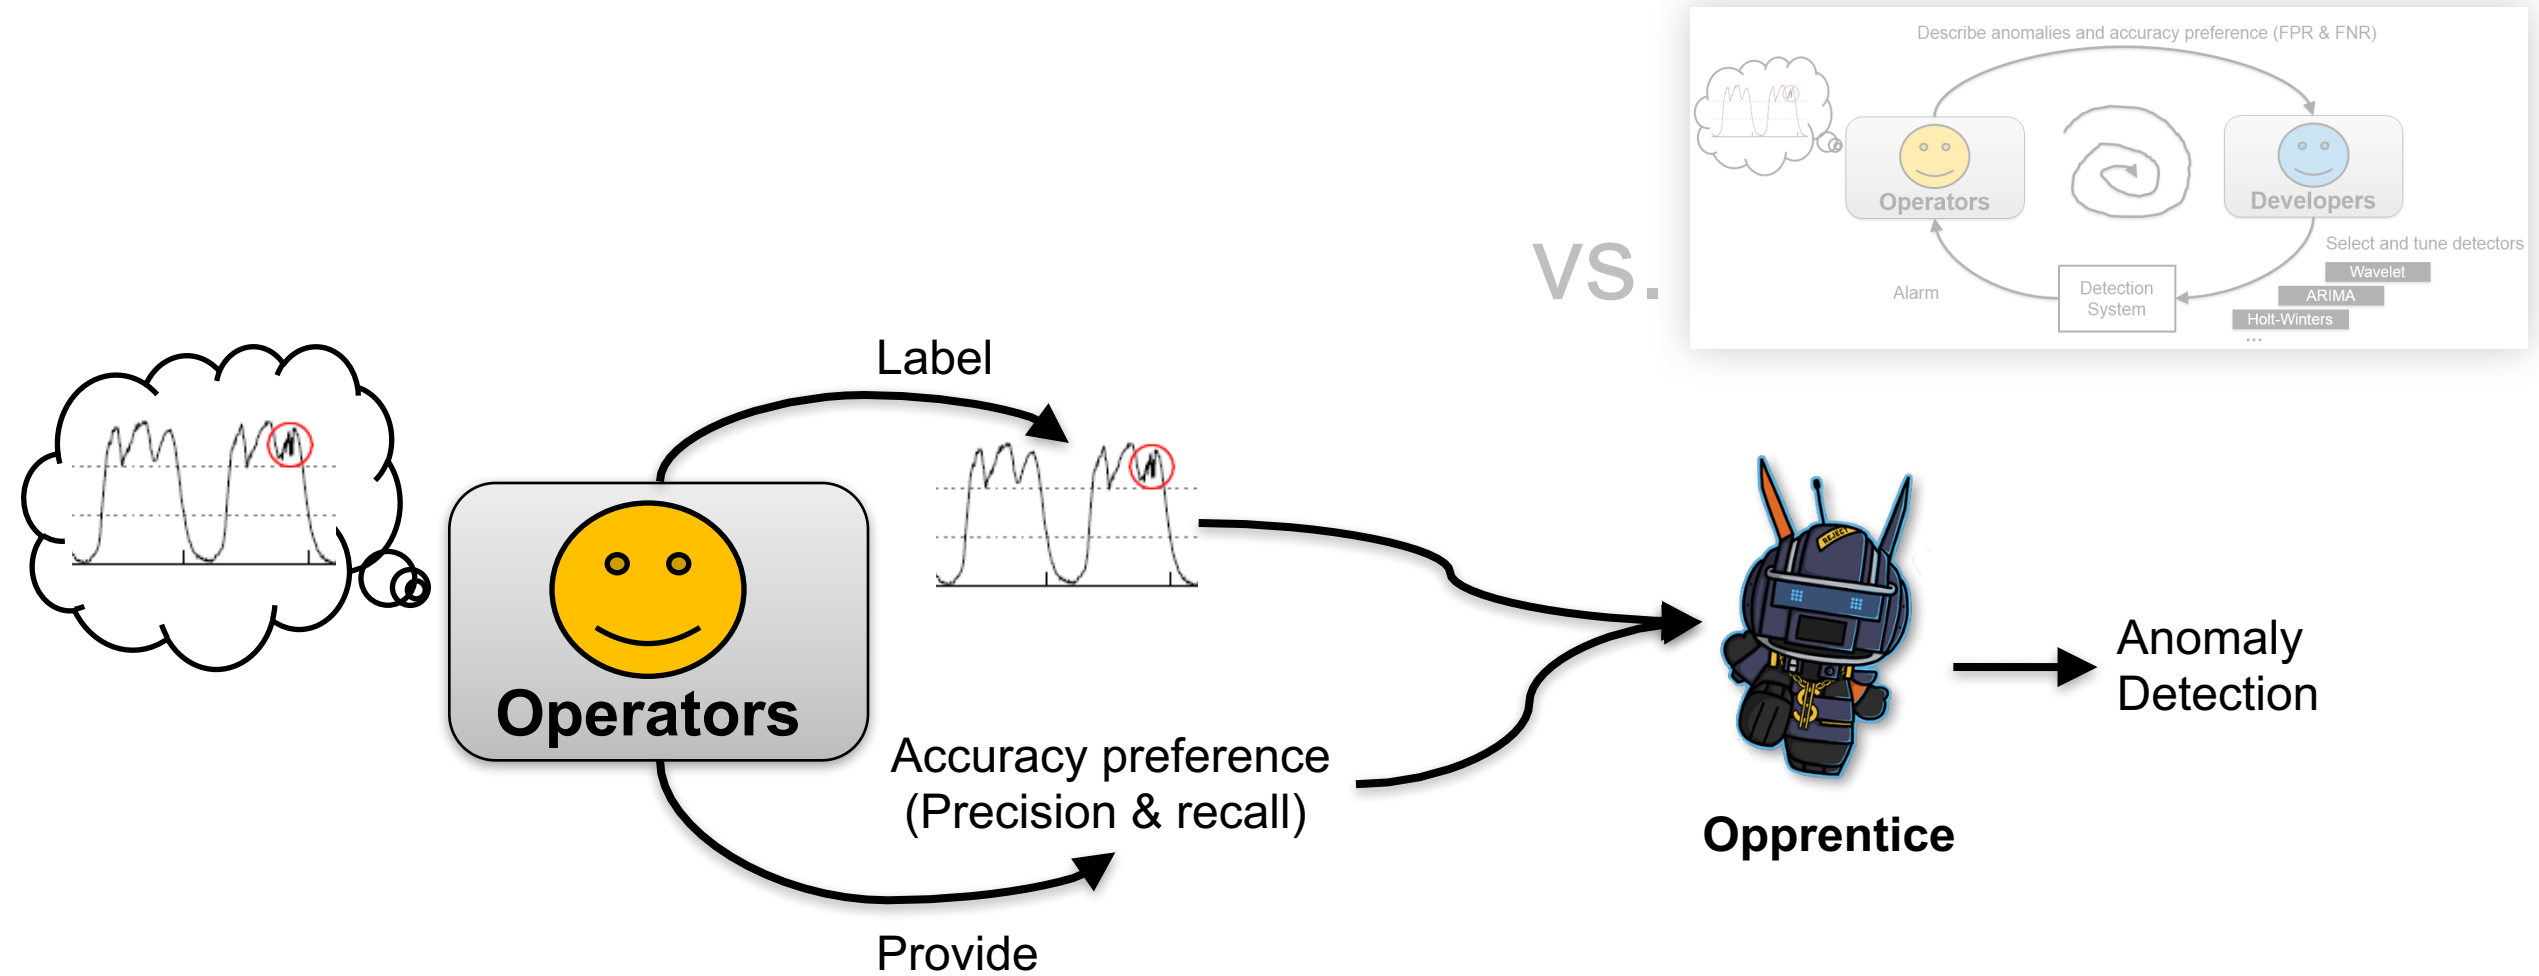 Describe anomalies and accuracy preference (FPR & FNR)
Operators
Developers
vs.
Select and tune detectors
Wavelet
ARIMA
Holt-Winters
...
Alarm
Detection
System
Label
Operators
Accuracy preference
(Precision & recall)
Provide
REJECT
Opprentice
Anomaly
Detection